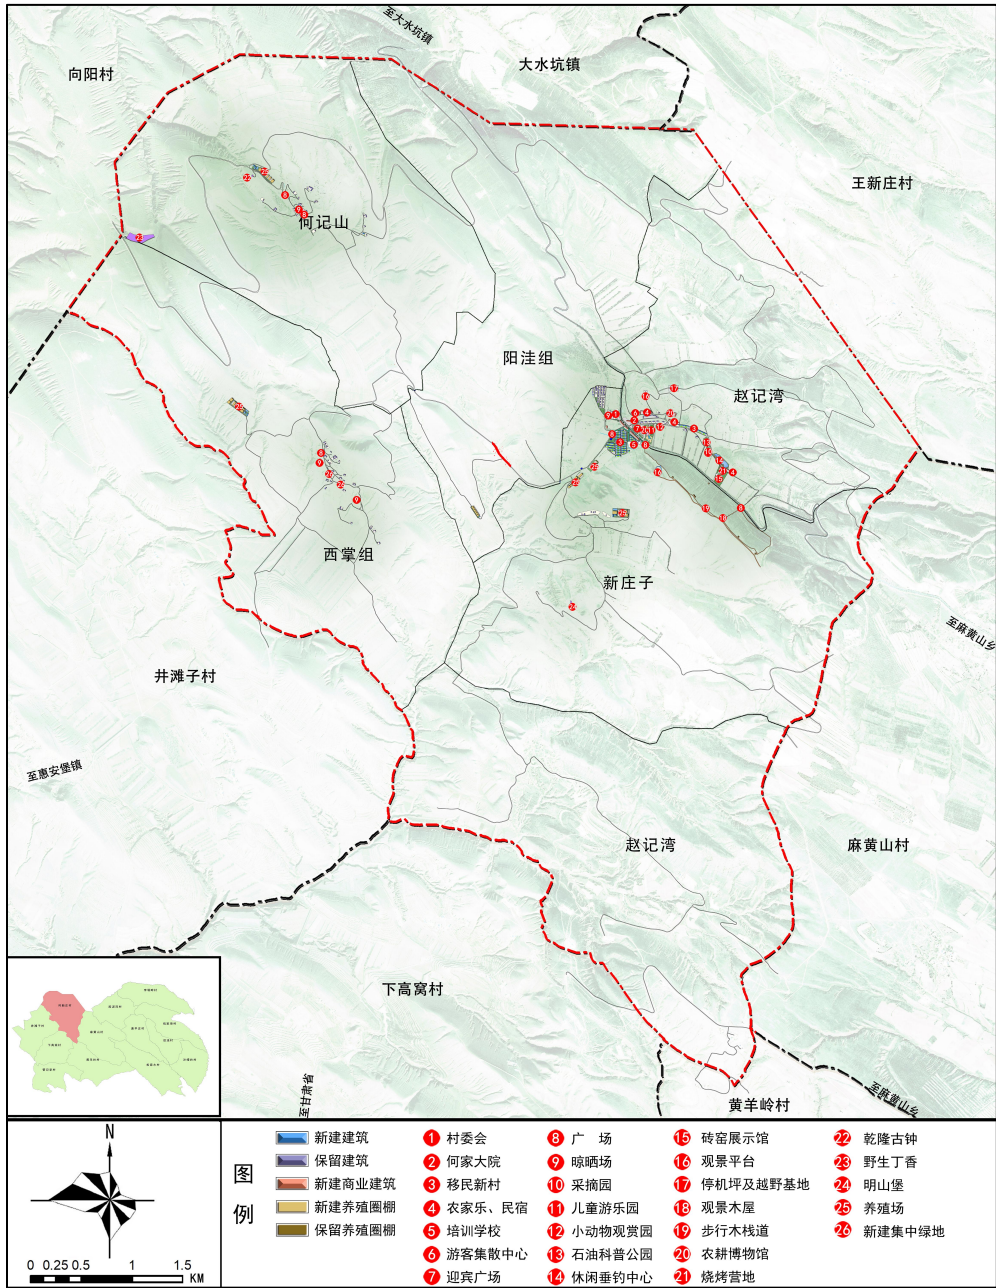 至大水坑镇
大水坑镇
向阳村
王新庄村
何记山
阳洼组
赵记湾
西掌组
新庄子
至麻黄山乡
井滩子村
至惠安堡镇
赵记湾
麻黄山村
下高窝村
至甘肃省
黄羊岭村
至麻黄山乡
N
0 0.25 0.5 1 1.5
KM
图例
新建建筑
保留建筑
新建商业建筑
新建养殖圈棚
保留养殖圈棚
1 村委会
2 何家大院
3 移民新村
4 农家乐、民宿
5 培训学校
6 游客集散中心
7 迎宾广场
8 广 场
9 晾晒场
10 采摘园
11 儿童游乐园
12 小动物观赏园
13 石油科普公园
14 休闲垂钓中心
15 砖窑展示馆
16 观景平台
17 停机坪及越野基地
18 观景木屋
19 步行木栈道
20 农耕博物馆
21 烧烤营地
22 乾隆古钟
23 野生丁香
24 明山堡
25 养殖场
26 新建集中绿地